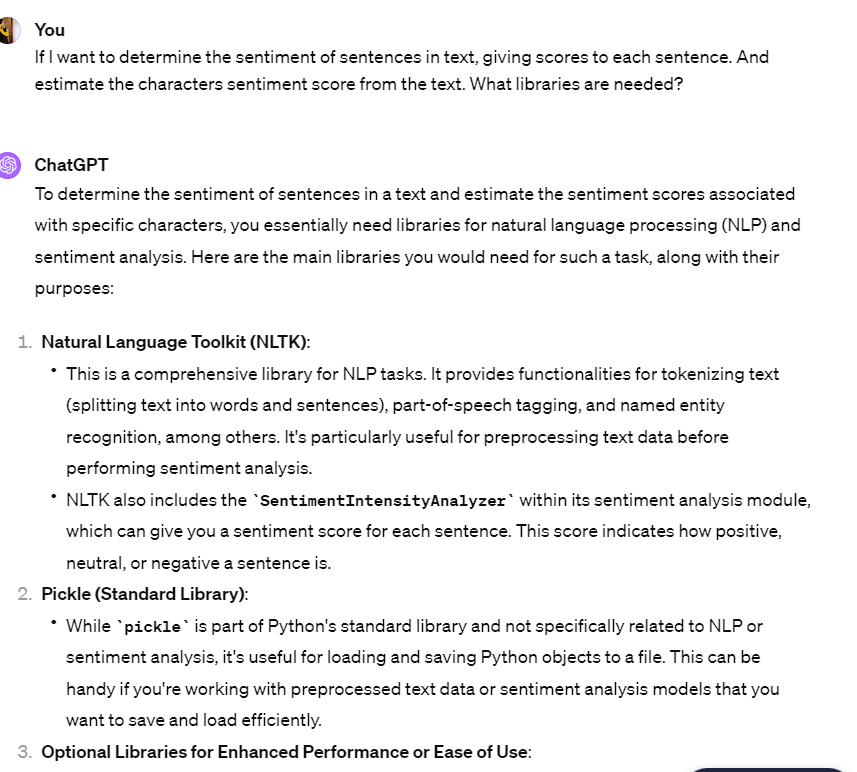 You
If I want to determine the sentiment of sentences in text, giving scores to each sentence. And
estimate the characters sentiment score from the text. What libraries are needed?
ChatGPT
To determine the sentiment of sentences in a text and estimate the sentiment scores associated
with specific characters, you essentially need libraries for natural language processing (NLP) and
sentiment analysis. Here are the main libraries you would need for such a task, along with their
purposes:
1. Natural Language Toolkit (NLTK):
• This is a comprehensive library for NLP tasks. It provides functionalities for tokenizing text
(splitting text into words and sentences), part-of-speech tagging, and named entity
recognition, among others. It's particularly useful for preprocessing text data before
performing sentiment analysis.
• NLTK also includes the `SentimentIntensityAnalyzer` within its sentiment analysis module,
which can give you a sentiment score for each sentence. This score indicates how positive,
neutral, or negative a sentence is.
2. Pickle (Standard Library):
• While `pickle` is part of Python's standard library and not specifically related to NLP or
sentiment analysis, it's useful for loading and saving Python objects to a file. This can be
handy if you're working with preprocessed text data or sentiment analysis models that you
want to save and load efficiently.
3. Optional Libraries for Enhanced Performance or Ease of Use: